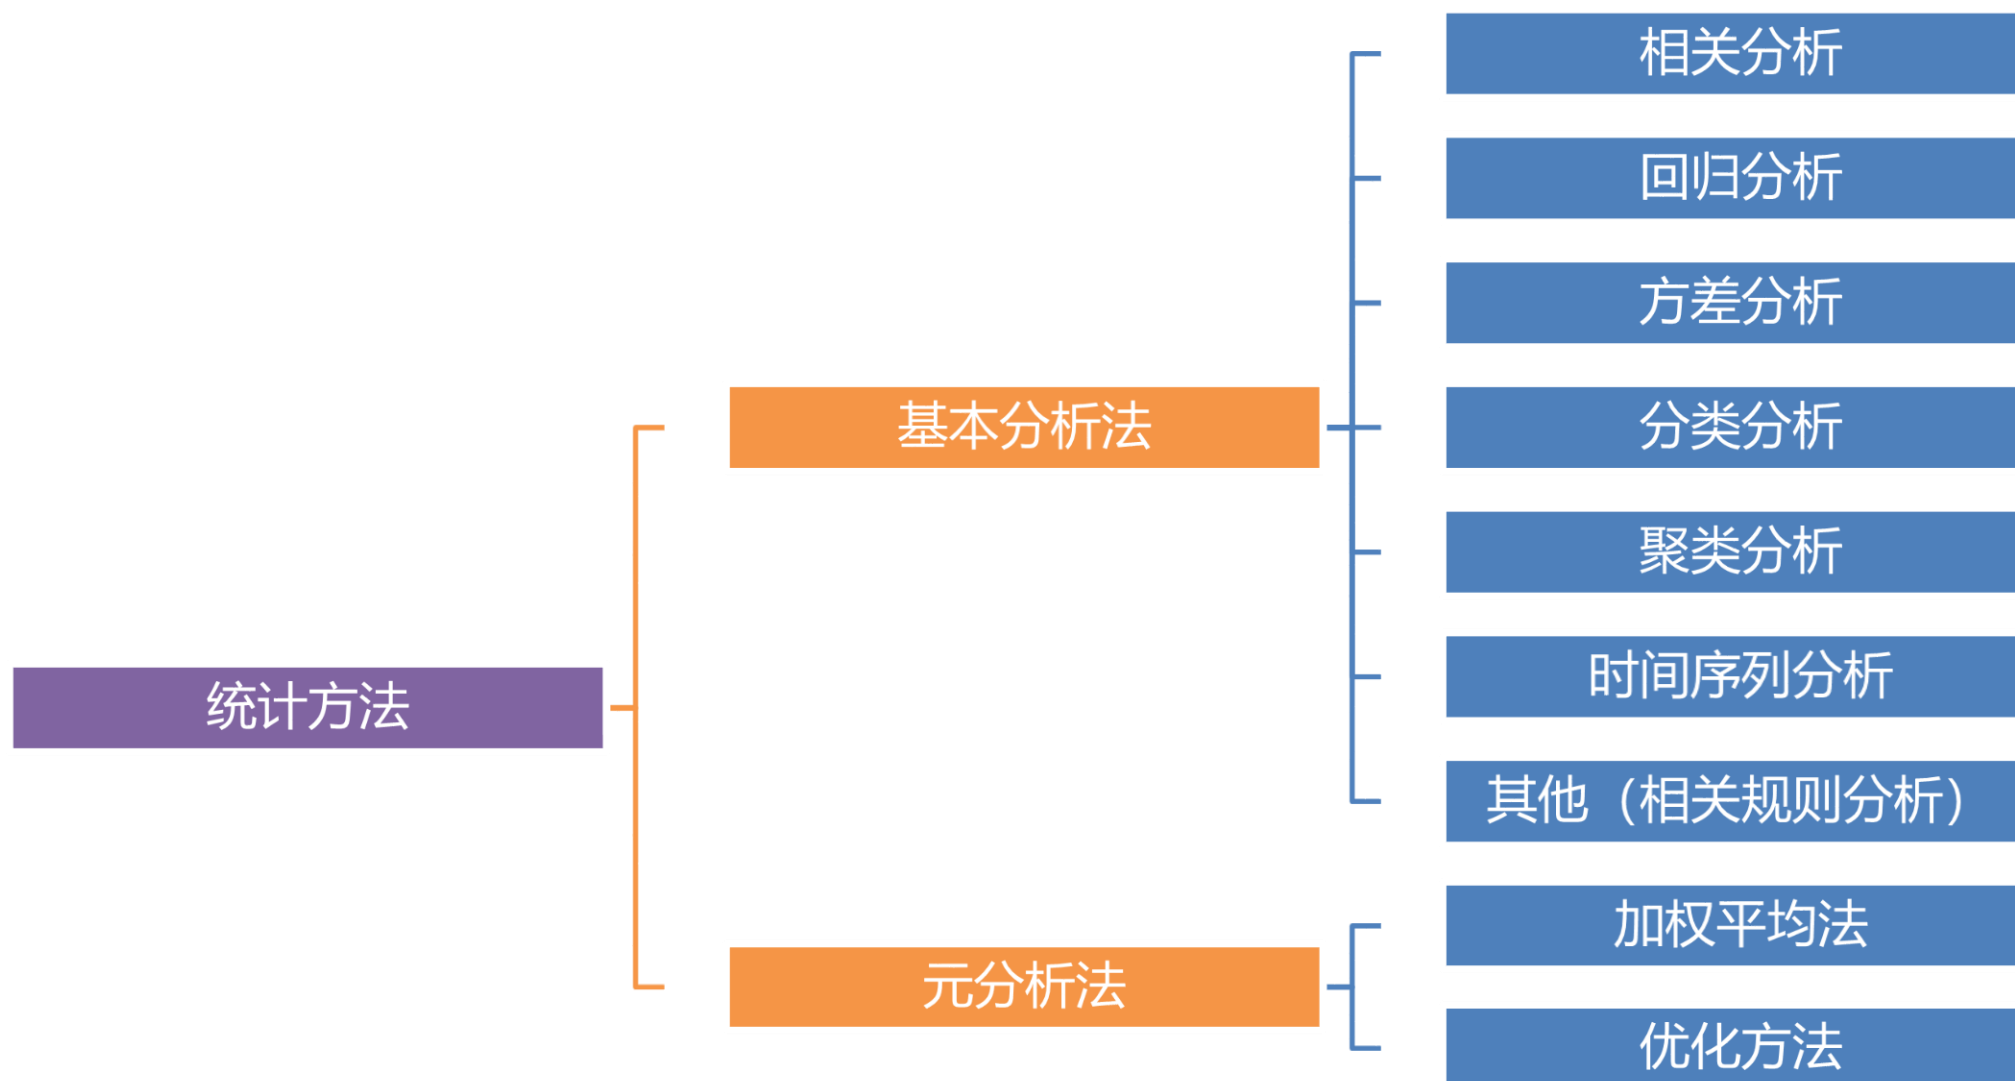 相关分析
回归分析
方差分析
基本分析法
分类分析
聚类分析
时间序列分析
统计方法
其他（相关规则分析）
加权平均法
元分析法
优化方法